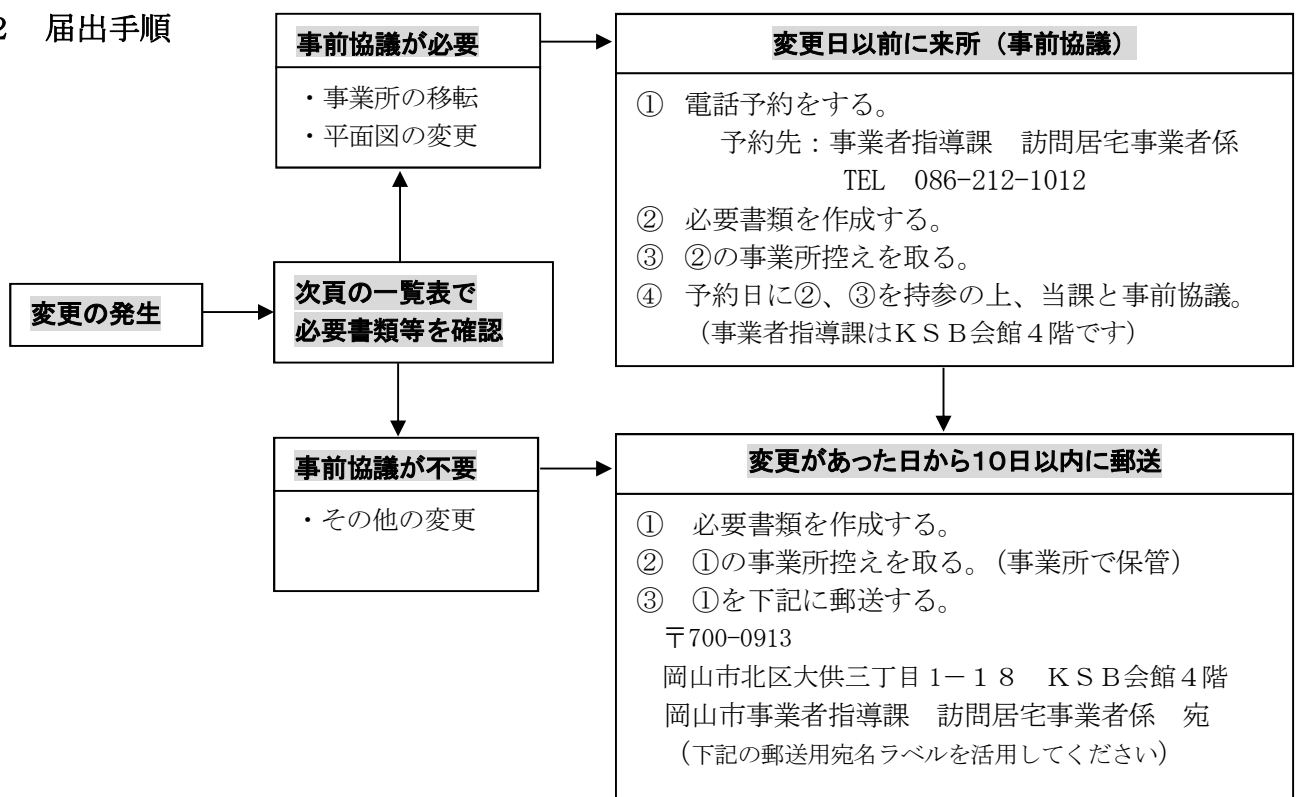 2　届出手順
事前協議が必要
・事業所の移転
・平面図の変更
変更日以前に来所（事前協議）
①　電話予約をする。
予約先：事業者指導課　訪問居宅事業者係
TEL　086-212-1012
②　必要書類を作成する。
③　②の事業所控えを取る。
④　予約日に②、③を持参の上、当課と事前協議。
（事業者指導課はＫＳＢ会館４階です）
変更の発生
次頁の一覧表で
必要書類等を確認
事前協議が不要
・その他の変更
変更があった日から１０日以内に郵送
①　必要書類を作成する。
②　①の事業所控えを取る。（事業所で保管）
③　①を下記に郵送する。
〒700-0913
岡山市北区大供三丁目 1－１８　ＫＳＢ会館４階
岡山市事業者指導課　訪問居宅事業者係　宛
（下記の郵送用宛名ラベルを活用してください）